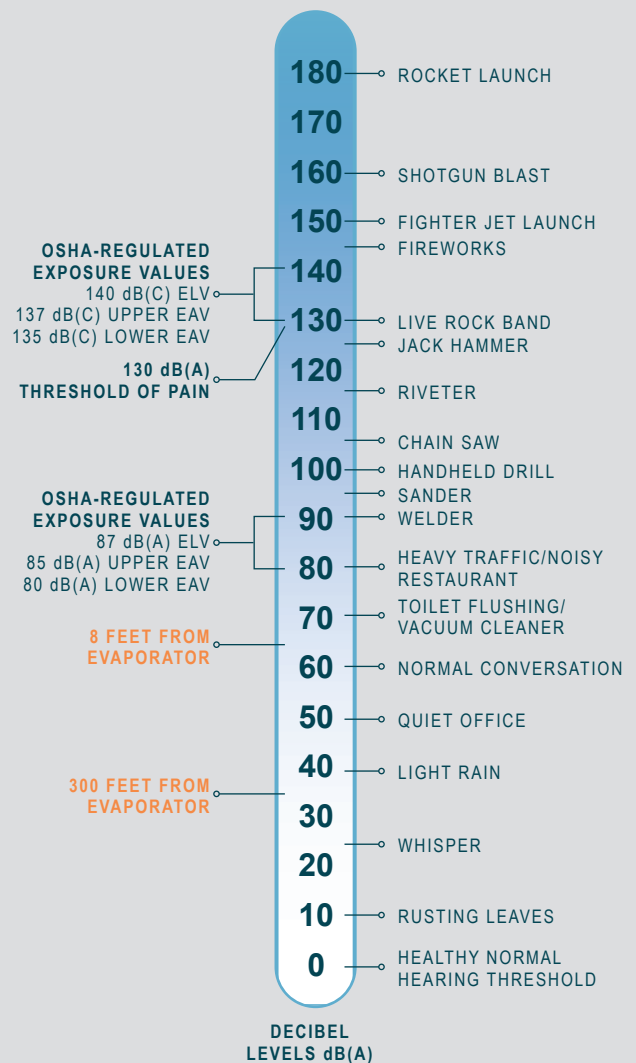 180
ROCKET LAUNCH
170
160
SHOTGUN BLAST
150
FIGHTER JET LAUNCH
FIREWORKS
OSHA-REGULATED
EXPOSURE VALUES
140 dB(C) ELV
137 dB(C) UPPER EAV
135 dB(C) LOWER EAV
140
130
LIVE ROCK BAND
JACK HAMMER
130 dB(A)
THRESHOLD OF PAIN
120
RIVETER
110
CHAIN SAW
100
HANDHELD DRILL
SANDER
OSHA-REGULATED
EXPOSURE VALUES
87 dB(A) ELV
85 dB(A) UPPER EAV
80 dB(A) LOWER EAV
90
WELDER
80
HEAVY TRAFFIC/NOISY
RESTAURANT
70
TOILET FLUSHING/
VACUUM CLEANER
8 FEET FROM
EVAPORATOR
60
NORMAL CONVERSATION
50
QUIET OFFICE
40
LIGHT RAIN
300 FEET FROM
EVAPORATOR
30
WHISPER
20
10
RUSTING LEAVES
0
HEALTHY NORMAL
HEARING THRESHOLD
DECIBEL
LEVELS dB(A)